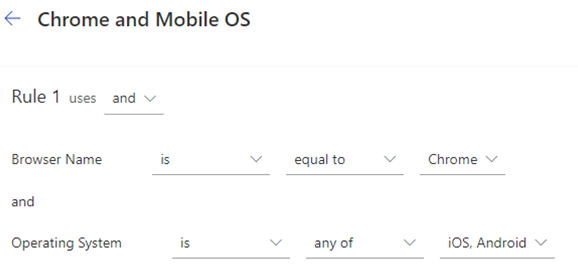 Chrome and Mobile OS
Rule 1 uses and
Browser Name is equal to Chrome
and
Operating System is any of iOS, Android